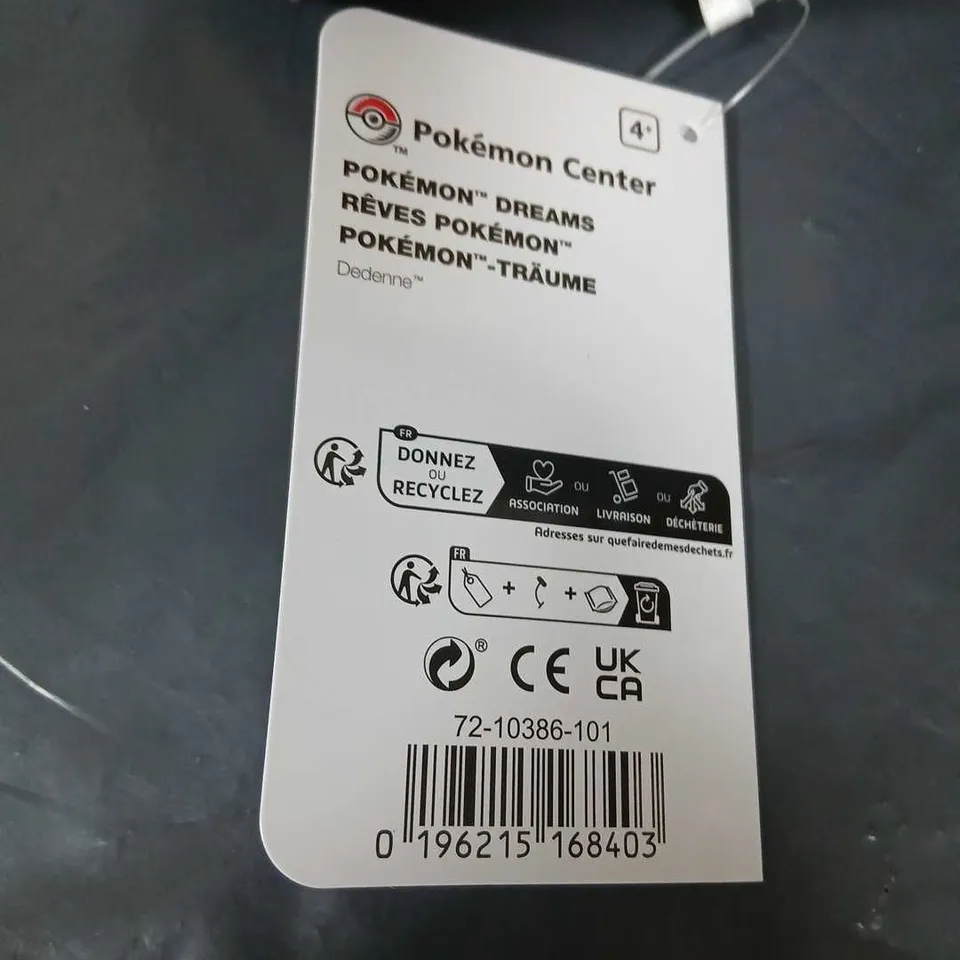 Pokémon Center
TM
4+
POKÉMON™ DREAMS
RÊVES POKÉMON™
POKÉMON™-TRÄUME
Dedenne™
FR
DONNEZ
OU
RECYCLEZ
ASSOCIATION
OU
LIVRAISON
OU
DÉCHÈTERIE
Adresses sur quefairedemesdechets.fr
FR
+ +
® CE UK
CA
72-10386-101
0 196215 168403